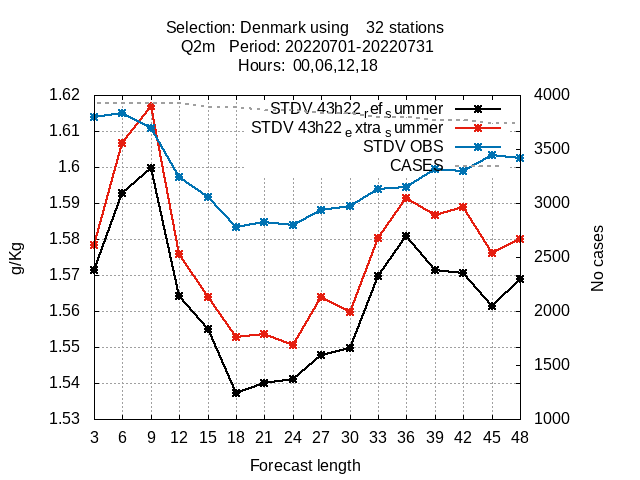 Selection: Denmark using    32 stations
Q2m   Period: 20220701-20220731
Hours:  00,06,12,18
STDV 43h22refsummer
STDV 43h22extrasummer
STDV OBS
CASES
1.62
1.61
1.6
1.59
1.58
1.57
1.56
1.55
1.54
1.53
g/Kg
4000
3500
3000
2500
2000
1500
1000
No cases
3 6 9 12 15 18 21 24 27 30 33 36 39 42 45 48
Forecast length